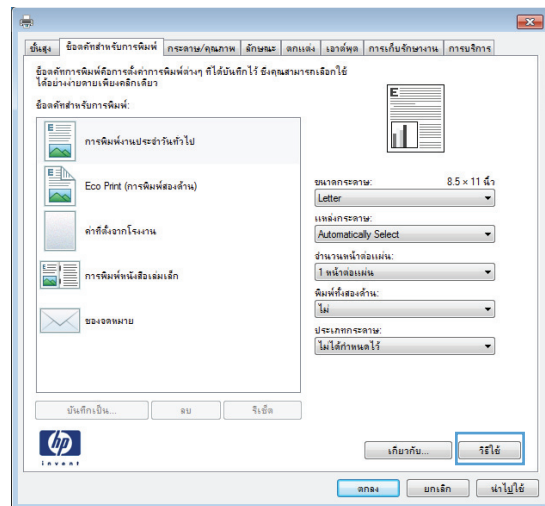 ขั้นสูง ช็อตคัทสำหรับการพิมพ์ กระดาษ/คุณภาพ ลักษณะ ตกแต่ง เอาต์พุต การเก็บรักษางาน การบริการ
ช็อตคัทการพิมพ์คือการตั้งค่าการพิมพ์ต่างๆ ที่ได้บันทึกไว้ ซึ่งคุณสามารถเลือกใช้
ได้อย่างง่ายดายเพียงคลิกเดียว
ช็อตคัทสำหรับการพิมพ์:
การพิมพ์งานประจำวันทั่วไป
Eco Print (การพิมพ์สองด้าน)
ค่าที่ตั้งจากโรงงาน
การพิมพ์หนังสือเล่มเล็ก
ซองจดหมาย
E
E
E
E
ขนาดกระดาษ: 8.5 × 11 นิ้ว
Letter
แหล่งกระดาษ:
Automatically Select
จำนวนหน้าต่อแผ่น:
1 หน้าต่อแผ่น
พิมพ์ทั้งสองด้าน:
ไม่
ประเภทกระดาษ:
ไม่ได้กำหนดไว้
บันทึกเป็น... ลบ รีเซ็ต
hp
invent
เกี่ยวกับ... วิธีใช้
ตกลง ยกเลิก นำไปใช้